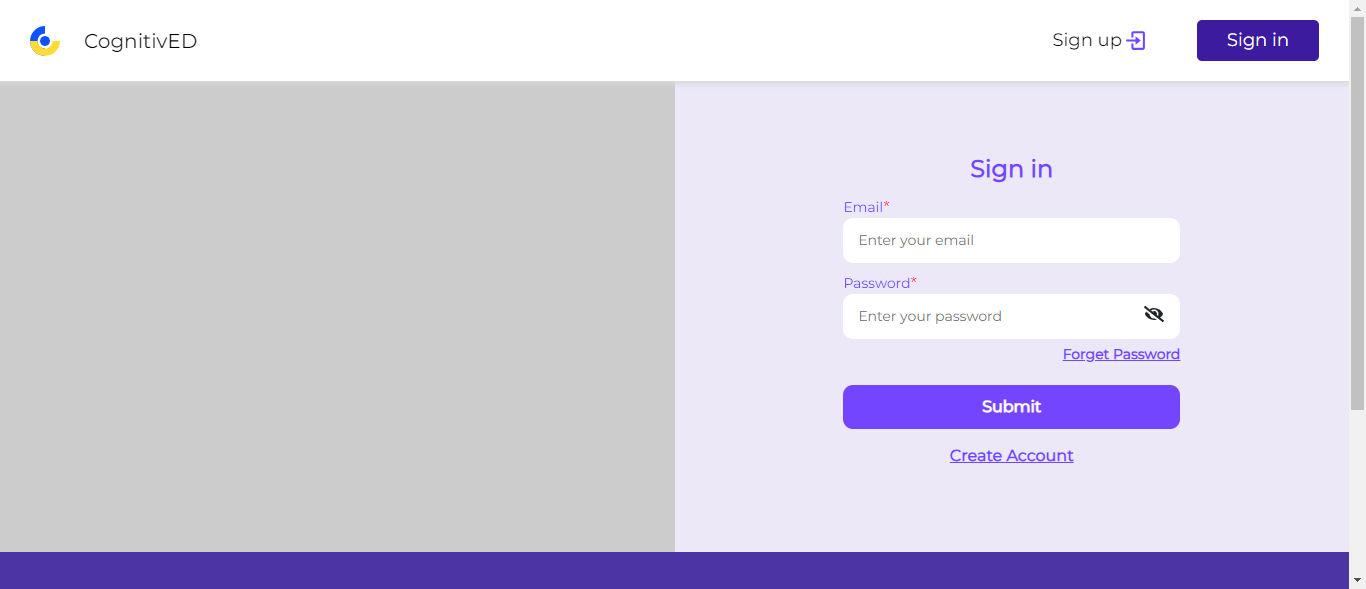 CognitivED
Sign up
Sign in
Sign in
Email*
Enter your email
Password*
Enter your password
Forget Password
Submit
Create Account